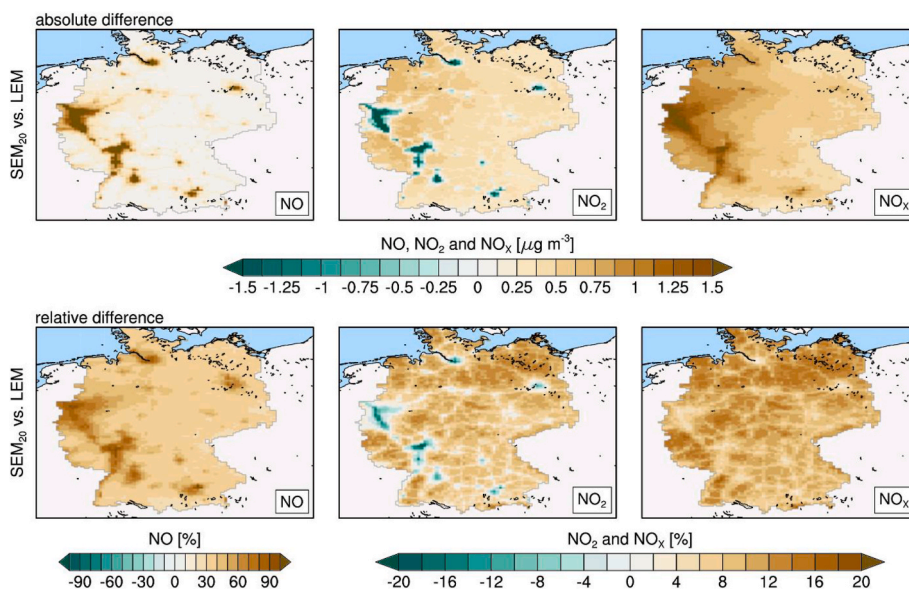 absolute difference
SEM₂₀ vs. LEM
NO
NO₂
NOₓ
NO, NO₂ and NOₓ [μg m⁻³]
-1.5 -1.25 -1 -0.75 -0.5 -0.25 0 0.25 0.5 0.75 1 1.25 1.5
relative difference
SEM₂₀ vs. LEM
NO
NO₂
NOₓ
NO [%]
-90 -60 -30 0 30 60 90
NO₂ and NOₓ [%]
-20 -16 -12 -8 -4 0 4 8 12 16 20